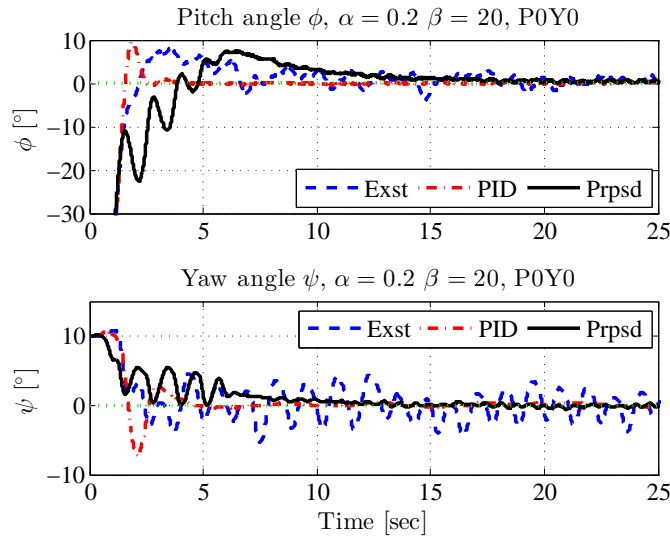 Pitch angle ϕ, α = 0.2 β = 20, P0Y0
10
0
−10
−20
−30
ϕ [°]
Exst PID Prpsd
0 5 10 15 20 25
Yaw angle ψ, α = 0.2 β = 20, P0Y0
10
0
−10
ψ [°]
Exst PID Prpsd
0 5 10 15 20 25
Time [sec]